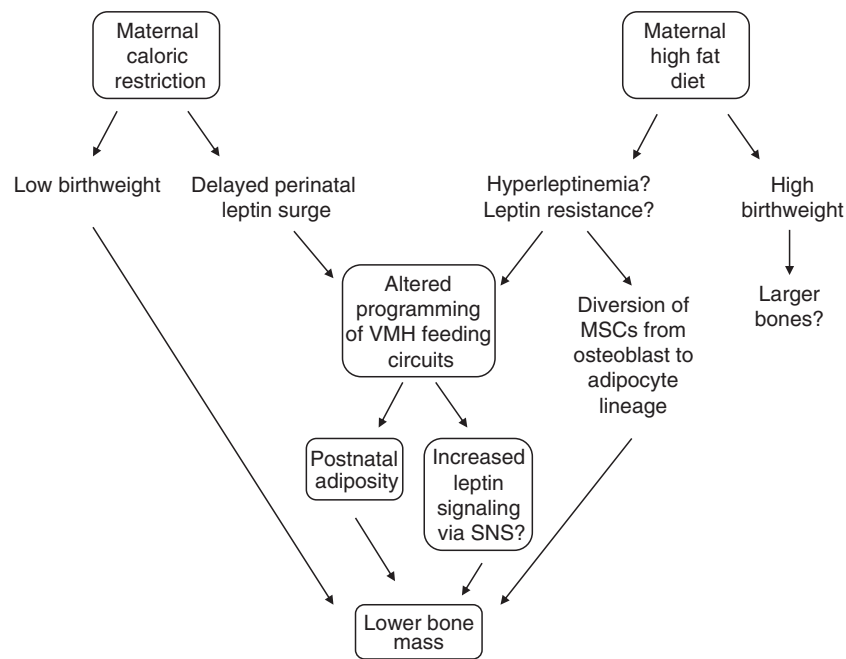 Maternal
caloric
restriction
Maternal
high fat
diet
Low birthweight
Delayed perinatal
leptin surge
Hyperleptinemia?
Leptin resistance?
High
birthweight
Altered
programming
of VMH feeding
circuits
Diversion of
MSCs from
osteoblast to
adipocyte
lineage
Larger
bones?
Postnatal
adiposity
Increased
leptin
signaling
via SNS?
Lower bone
mass